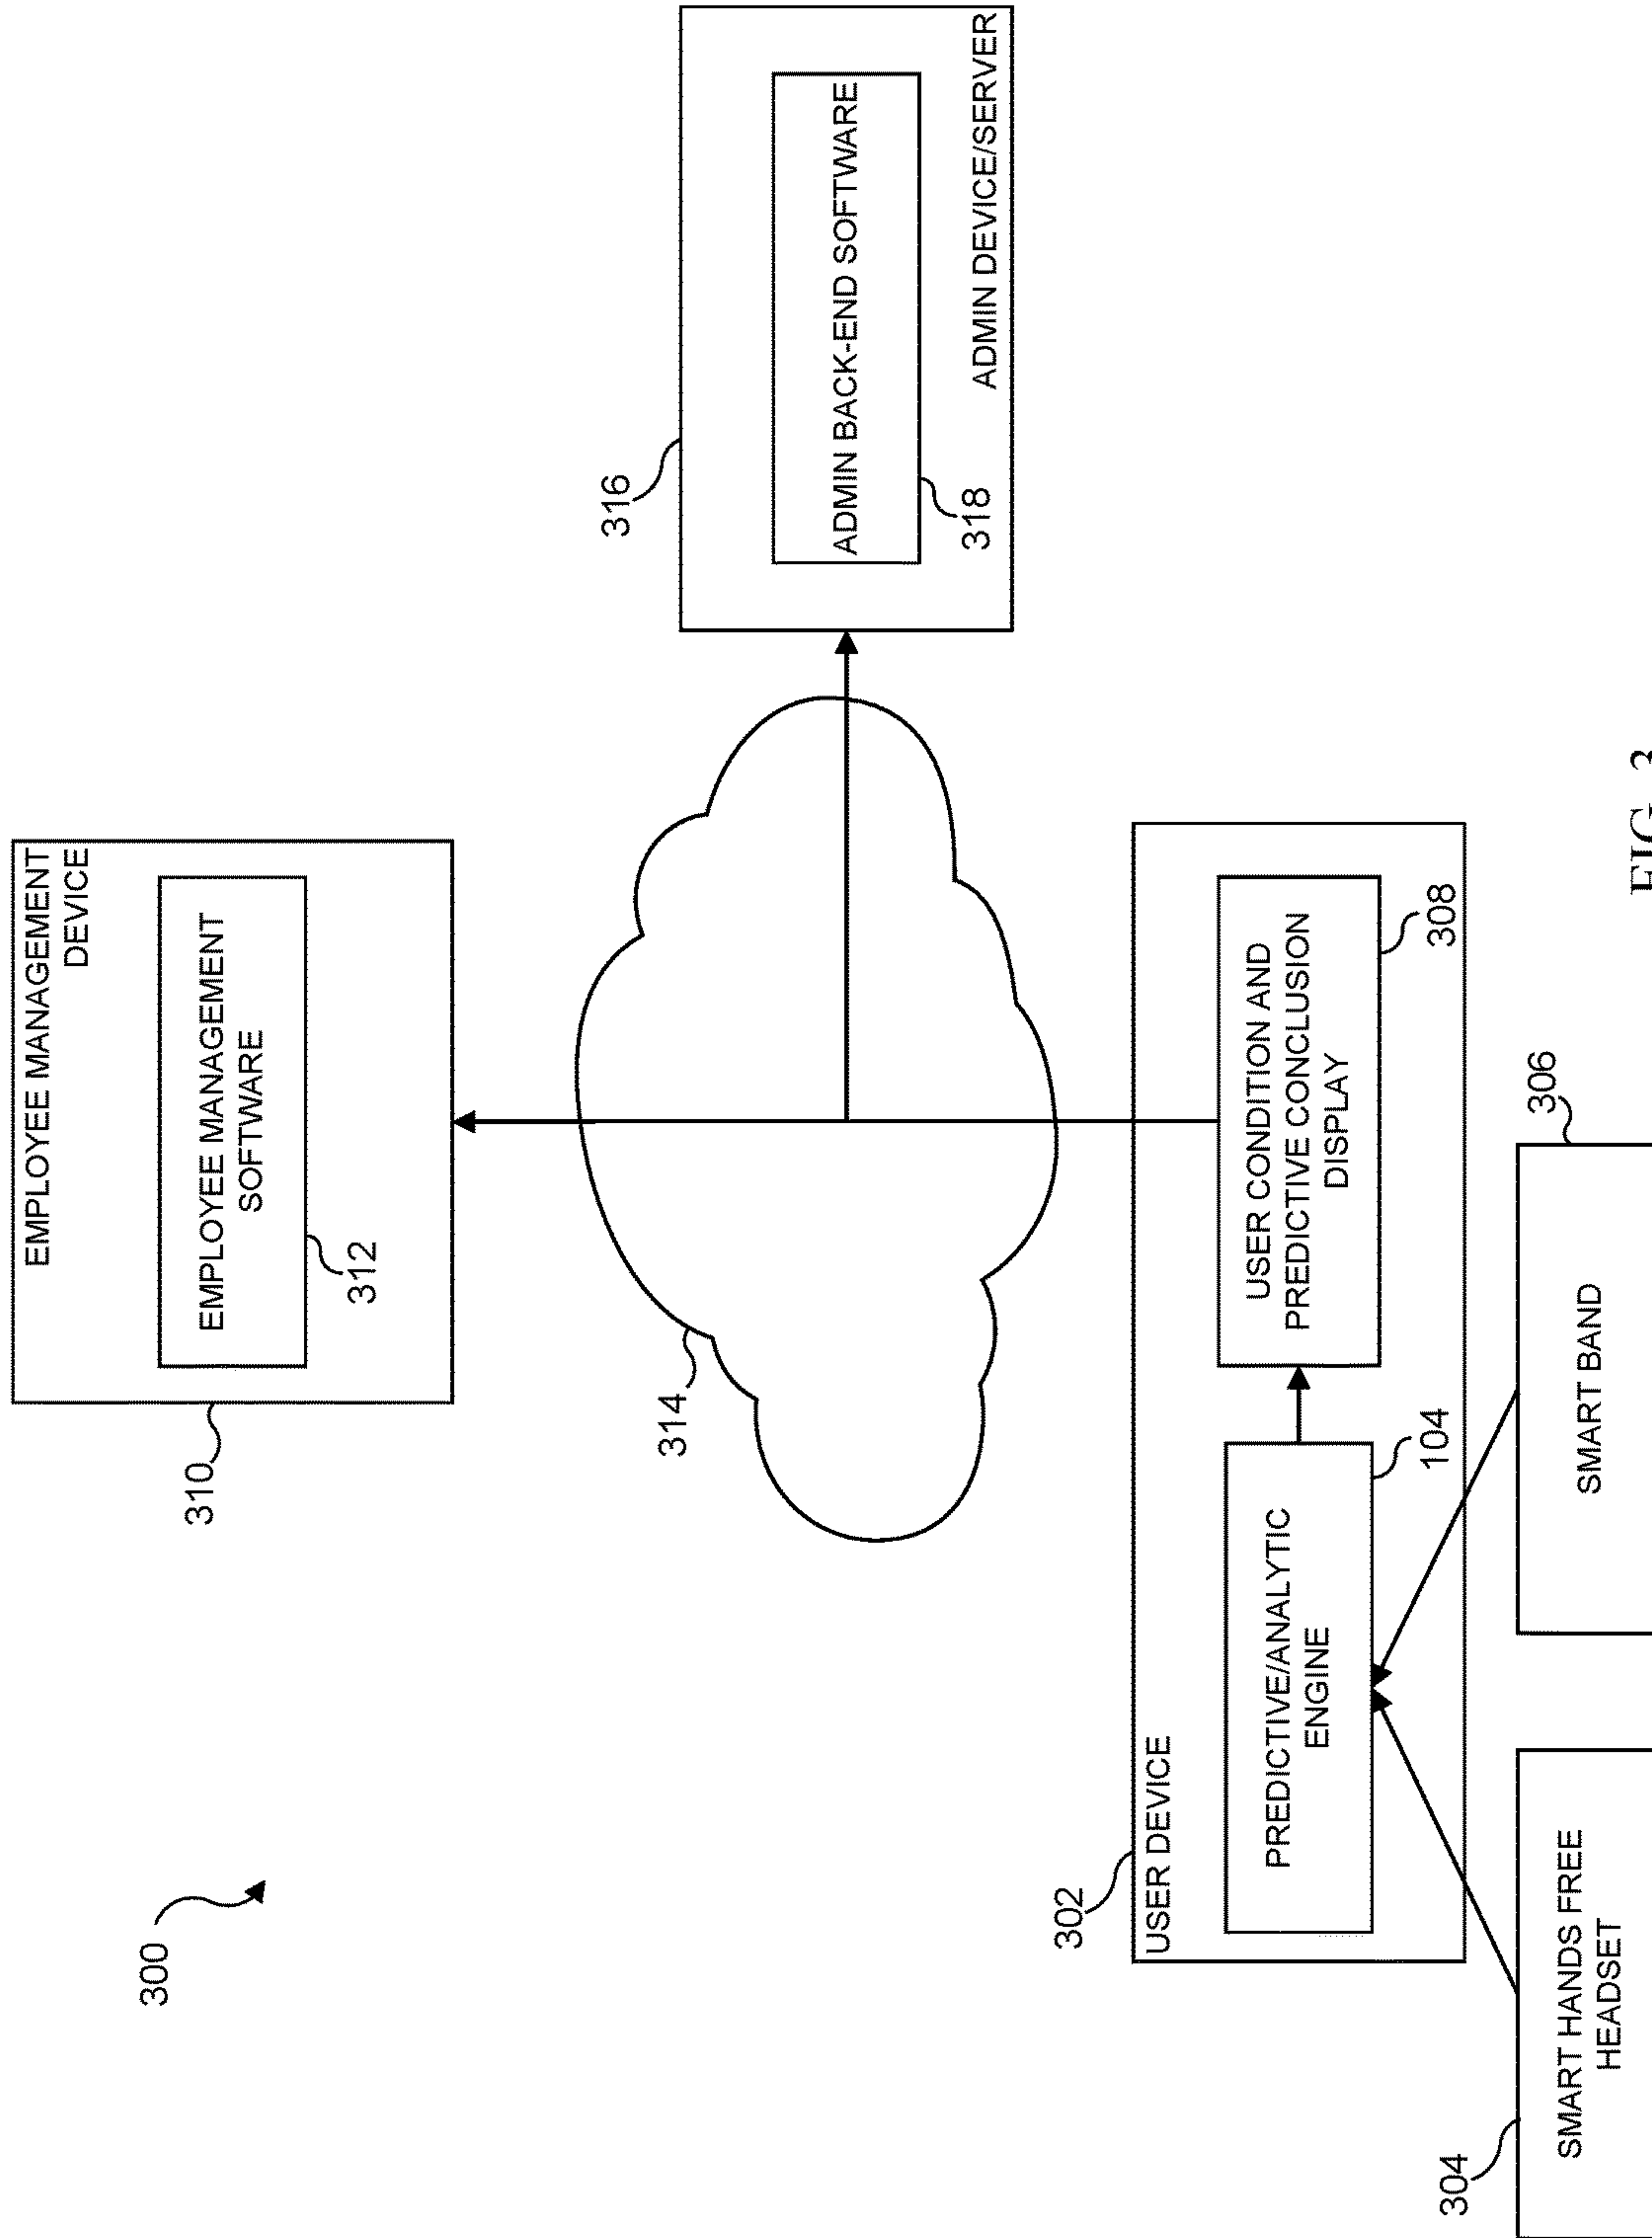 300
EMPLOYEE MANAGEMENT
DEVICE
EMPLOYEE MANAGEMENT
SOFTWARE
312
310
314
316
ADMIN BACK-END SOFTWARE
318
ADMIN DEVICE/SERVER
302
USER DEVICE
PREDICTIVE/ANALYTIC
ENGINE
104
USER CONDITION AND
PREDICTIVE CONCLUSION
DISPLAY
308
304
SMART HANDS FREE
HEADSET
306
SMART BAND
FIG. 3